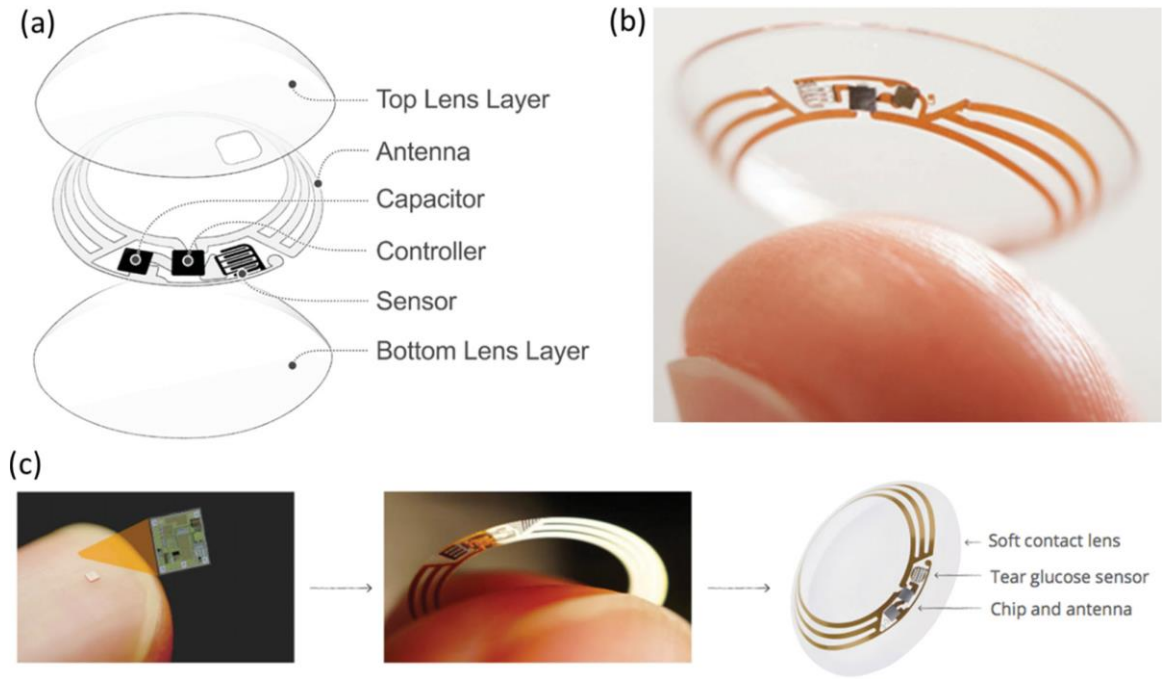 (a)
Top Lens Layer
Antenna
Capacitor
Controller
Sensor
Bottom Lens Layer
(b)
(c)
Soft contact lens
Tear glucose sensor
Chip and antenna